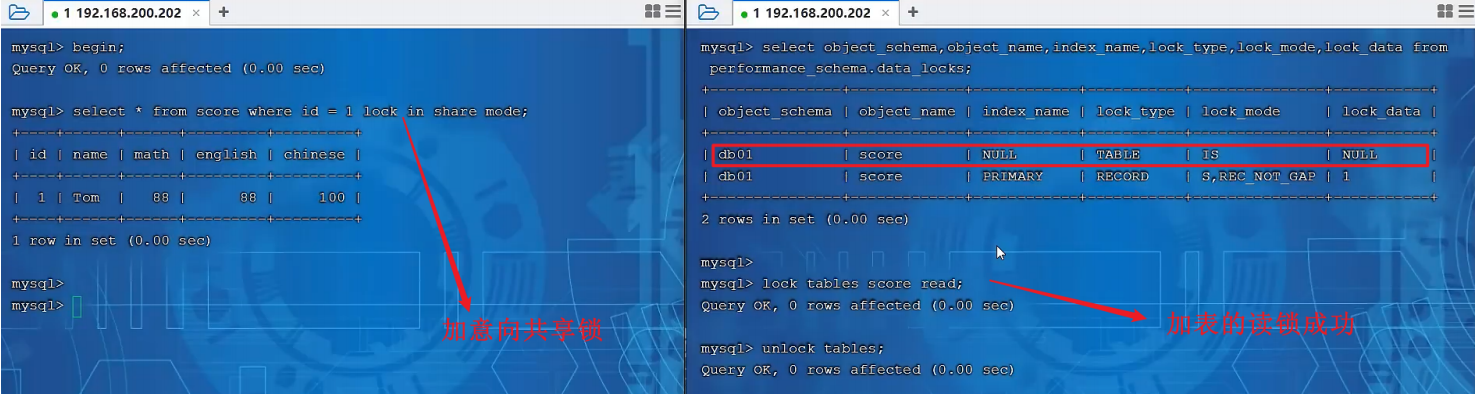 1 192.168.200.202 × +
mysql> begin;
Query OK, 0 rows affected (0.00 sec)
mysql> select * from score where id = 1 lock in share mode;
+----+------+------+---------+---------+
| id | name | math | english | chinese |
+----+------+------+---------+---------+
| 1 | Tom | 88 | 88 | 100 |
+----+------+------+---------+---------+
1 row in set (0.00 sec)
mysql>
mysql>
加意向共享锁
1 192.168.200.202 × +
mysql> select object_schema,object_name,index_name,lock_type,lock_mode,lock_data from
performance_schema.data_locks;
+---------------+-------------+------------+-----------+---------------+-----------+
| object_schema | object_name | index_name | lock_type | lock_mode | lock_data |
+---------------+-------------+------------+-----------+---------------+-----------+
| db01 | score | NULL | TABLE | IS | NULL |
| db01 | score | PRIMARY | RECORD | S,REC_NOT_GAP | 1 |
+---------------+-------------+------------+-----------+---------------+-----------+
2 rows in set (0.00 sec)
mysql>
mysql> lock tables score read;
Query OK, 0 rows affected (0.00 sec)
加表的读锁成功
mysql> unlock tables;
Query OK, 0 rows affected (0.00 sec)